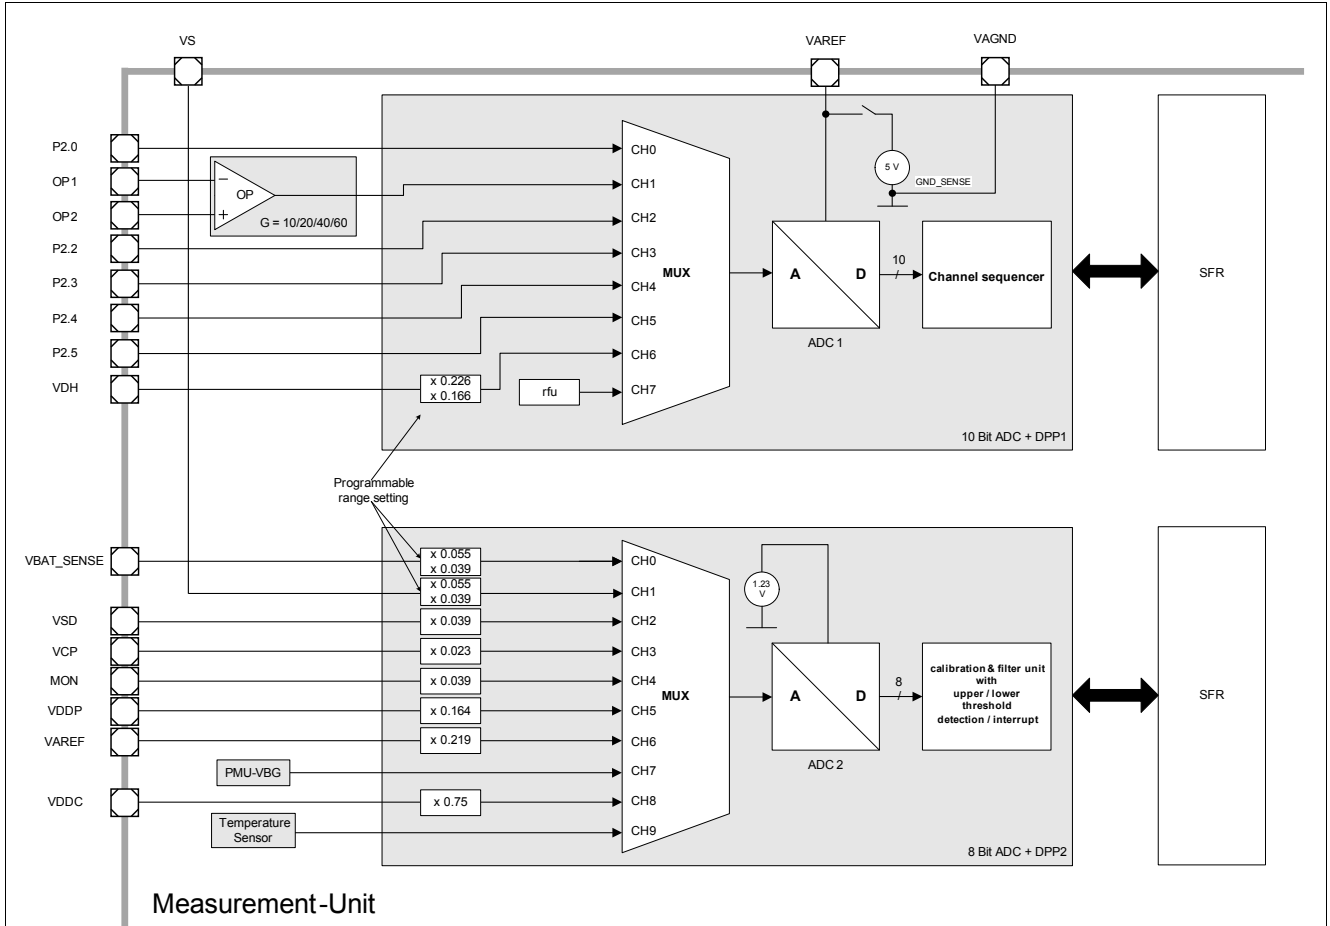 VS
VAREF
VAGND
P2.0
CH0
OP1
−
OP
CH1
5 V
GND_SENSE
OP2
+
G = 10/20/40/60
CH2
P2.2
P2.3
CH3
MUX
A
D
10
Channel sequencer
SFR
P2.4
CH4
P2.5
CH5
ADC 1
CH6
VDH
x 0.226
x 0.166
rfu
CH7
10 Bit ADC + DPP1
Programmable
range setting
VBAT_SENSE
x 0.055
x 0.039
CH0
x 0.055
x 0.039
CH1
1.23
V
VSD
x 0.039
CH2
VCP
x 0.023
CH3
MON
x 0.039
CH4
MUX
A
D
8
calibration & filter unit
with
upper / lower
threshold
detection / interrupt
SFR
VDDP
x 0.164
CH5
VAREF
x 0.219
CH6
ADC 2
PMU-VBG
CH7
VDDC
x 0.75
CH8
Temperature
Sensor
CH9
8 Bit ADC + DPP2
Measurement-Unit